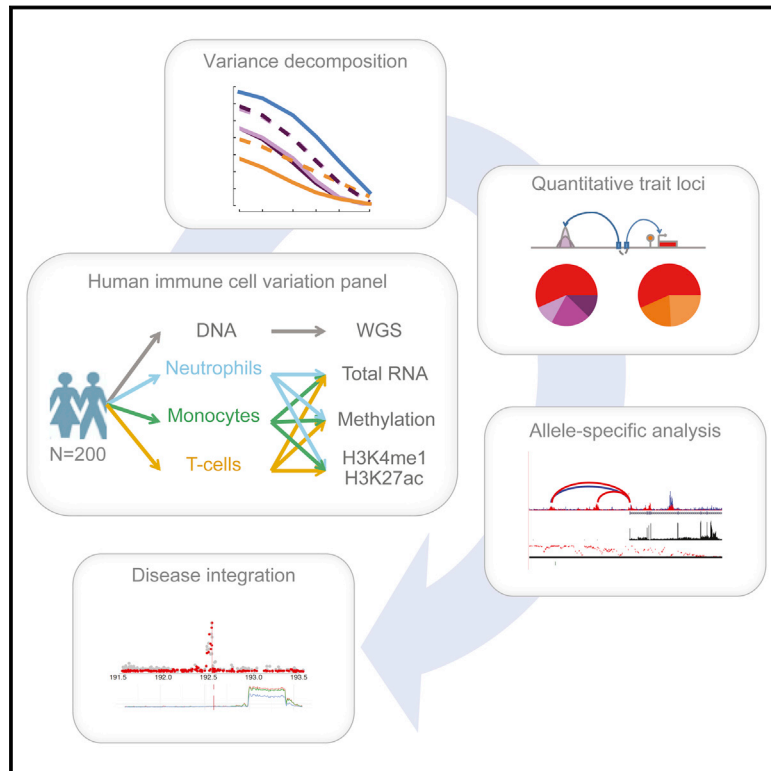 Variance decomposition
Quantitative trait loci
Human immune cell variation panel
DNA
WGS
Neutrophils
Total RNA
Monocytes
Methylation
N=200
T-cells
H3K4me1
H3K27ac
Allele-specific analysis
Disease integration
191.5 192.0 192.5 193.0 193.5